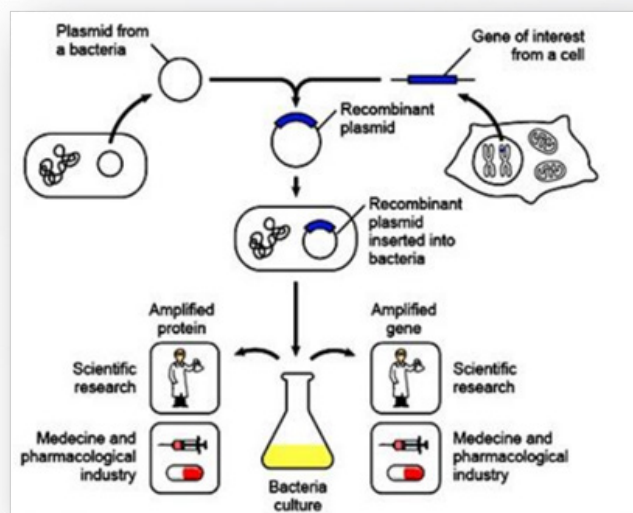 Plasmid from
a bacteria
Gene of interest
from a cell
Recombinant
plasmid
Recombinant
plasmid
inserted into
bacteria
Amplified
protein
Amplified
gene
Scientific
research
Scientific
research
Medecine and
pharmacological
industry
Medecine and
pharmacological
industry
Bacteria
culture